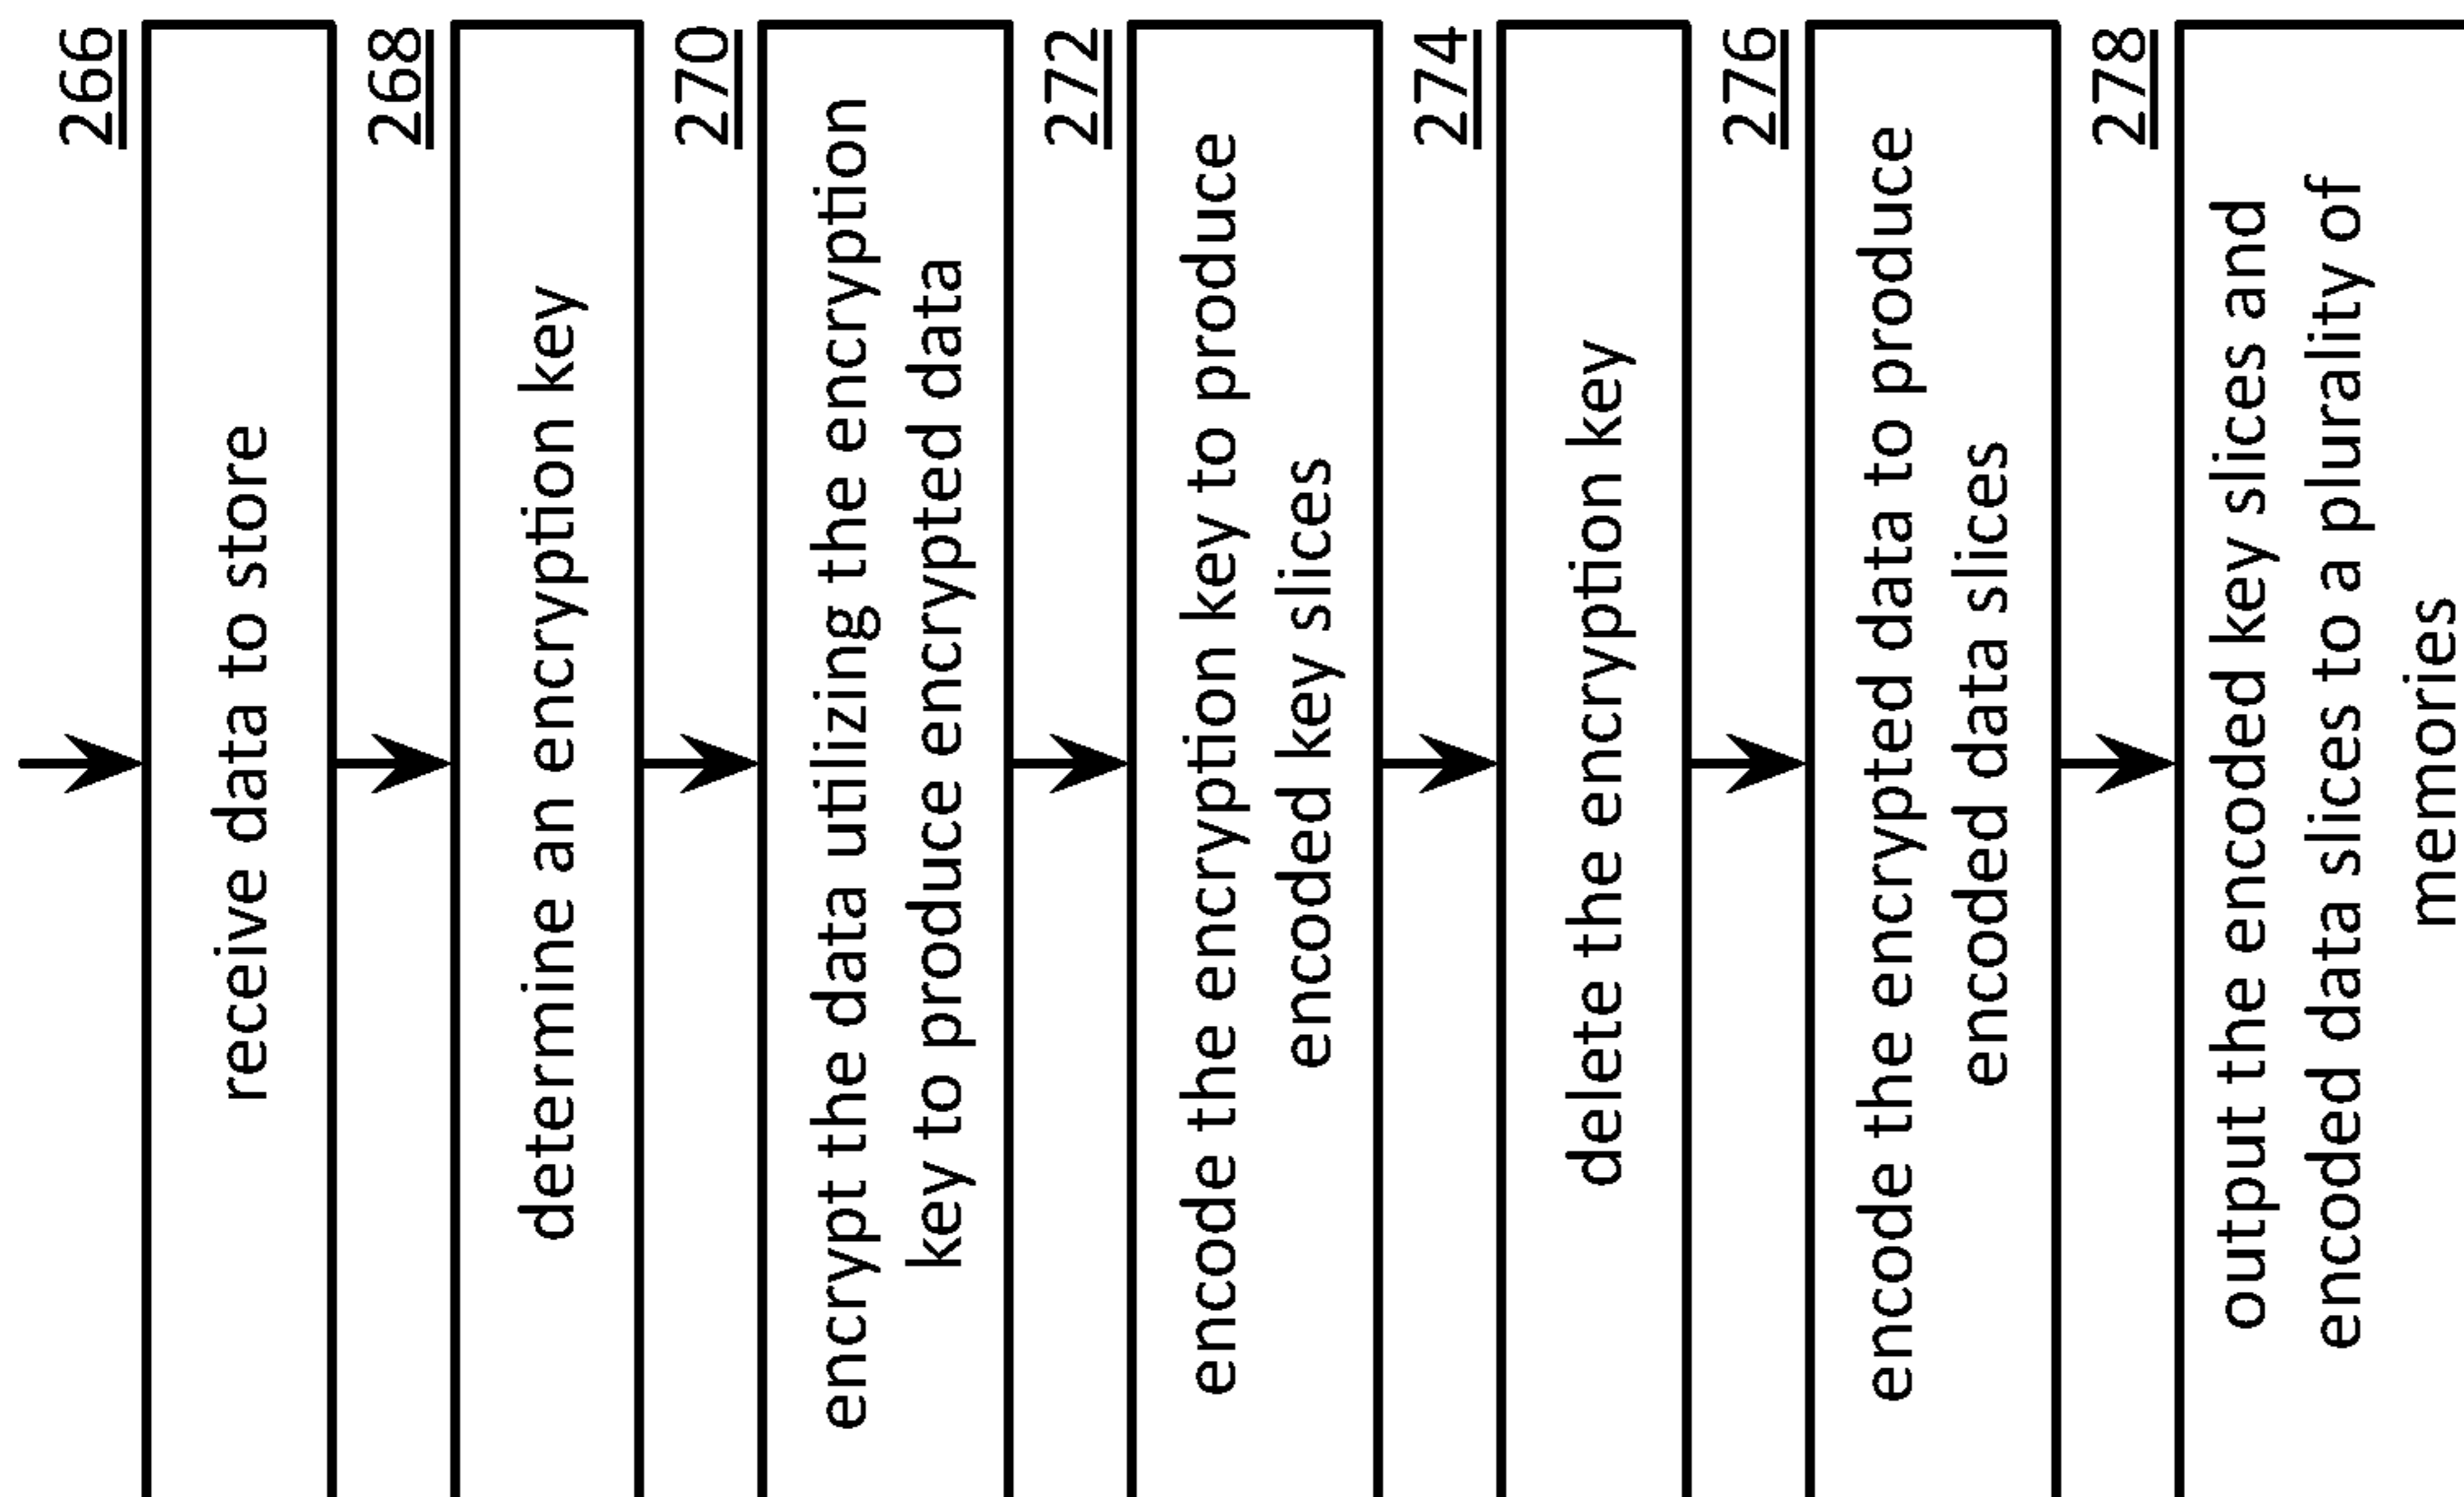 266
receive data to store
268
determine an encryption key
270
encrypt the data utilizing the encryption
key to produce encrypted data
272
encode the encryption key to produce
encoded key slices
274
delete the encryption key
276
encode the encrypted data to produce
encoded data slices
278
output the encoded key slices and
encoded data slices to a plurality of
memories